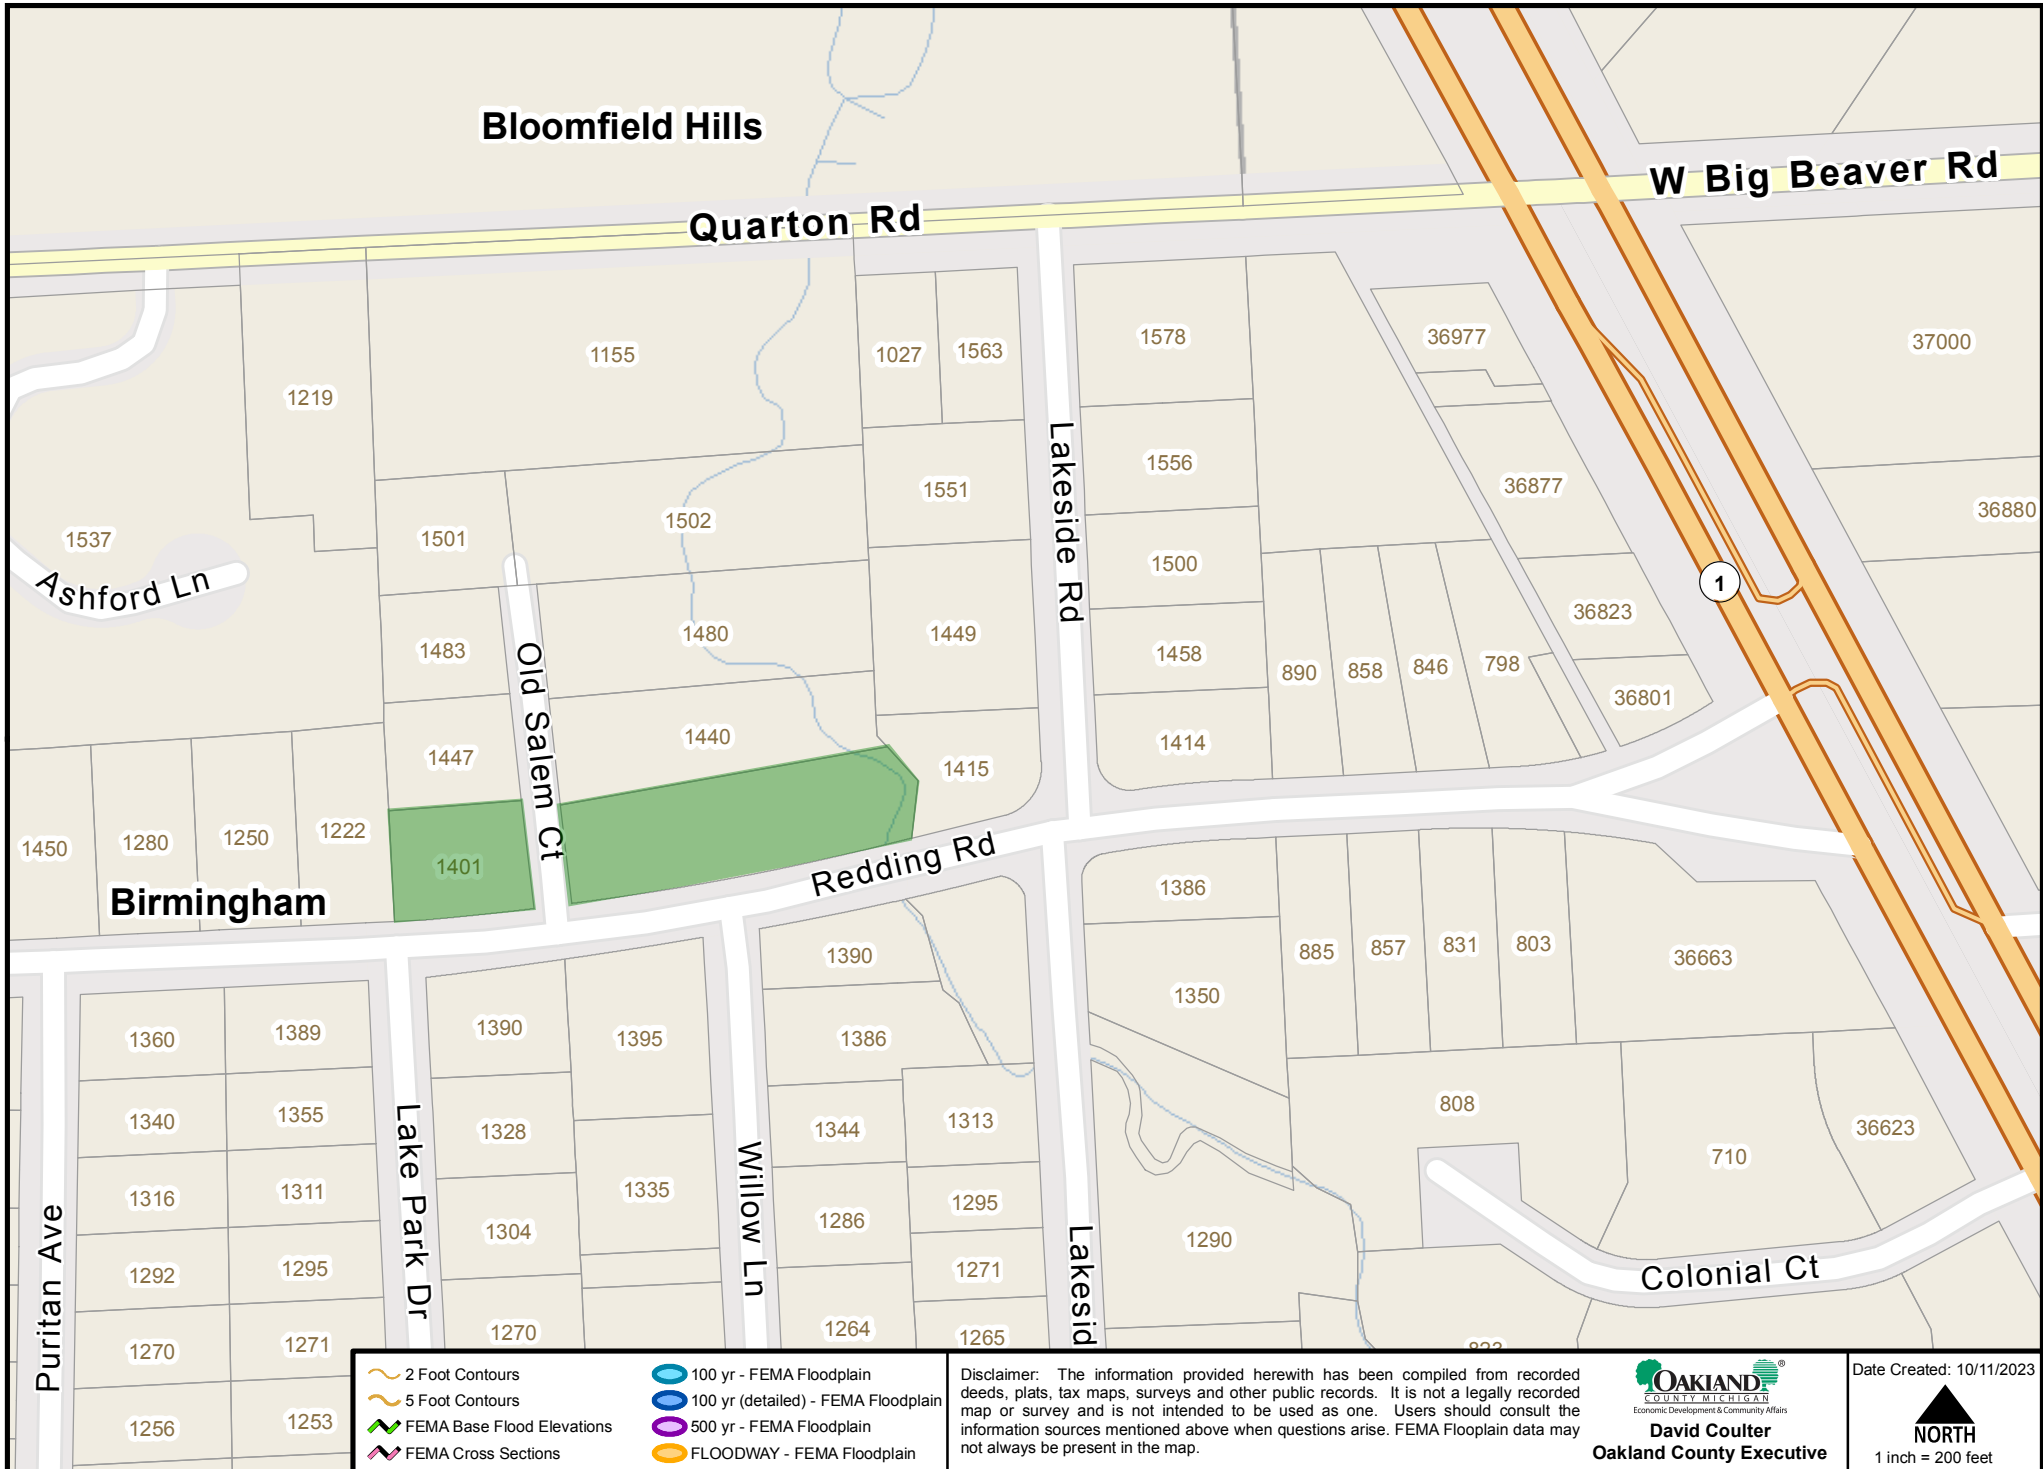 Bloomfield Hills
W Big Beaver Rd
Quarton Rd
1155
1027
1563
1578
36977
37000
1219
1556
36877
1551
36880
1537
1501
1502
Lakeside Rd
1500
1
Ashford Ln
36823
1483
1480
1449
1458
890
858
846
798
36801
Old Salem Ct
1447
1440
1415
1414
1450
1280
1250
1222
1401
Redding Rd
Birmingham
1386
1390
885
857
831
803
36663
1350
1360
1389
1390
1395
1386
1340
1355
1328
1344
1313
808
710
36623
Puritan Ave
Lake Park Dr
Willow Ln
1316
1311
1335
1304
1286
1295
1290
Lakesid
1292
1295
1271
Colonial Ct
1270
1271
1270
1264
1265
1256
1253
2 Foot Contours
5 Foot Contours
FEMA Base Flood Elevations
FEMA Cross Sections
100 yr - FEMA Floodplain
100 yr (detailed) - FEMA Floodplain
500 yr - FEMA Floodplain
FLOODWAY - FEMA Floodplain
Disclaimer: The information provided herewith has been compiled from recorded
deeds, plats, tax maps, surveys and other public records. It is not a legally recorded
map or survey and is not intended to be used as one. Users should consult the
information sources mentioned above when questions arise. FEMA Flooplain data may
not always be present in the map.
OAKLAND®
COUNTY MICHIGAN
Economic Development & Community Affairs
David Coulter
Oakland County Executive
Date Created: 10/11/2023
NORTH
1 inch = 200 feet